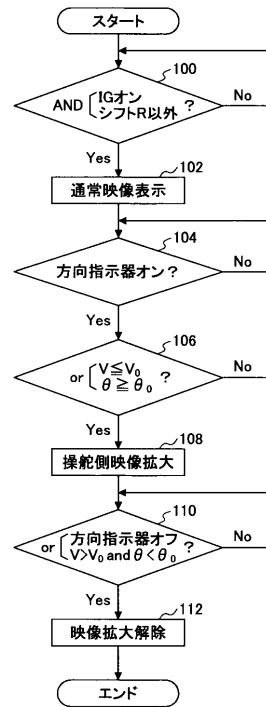 スタート
100
AND { IGオン
シフトR以外 ?
No
Yes
102
通常映像表示
104
方向指示器オン?
No
Yes
106
or { V≦V₀
θ≧θ₀ ?
No
Yes
108
操舵側映像拡大
110
or { 方向指示器オフ
V>V₀ and θ<θ₀ ?
No
Yes
112
映像拡大解除
エンド